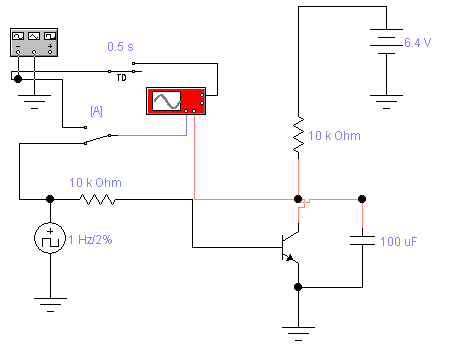 0.5 s
6.4 V
TD
[A]
10 k Ohm
10 k Ohm
1 Hz/2%
100 uF